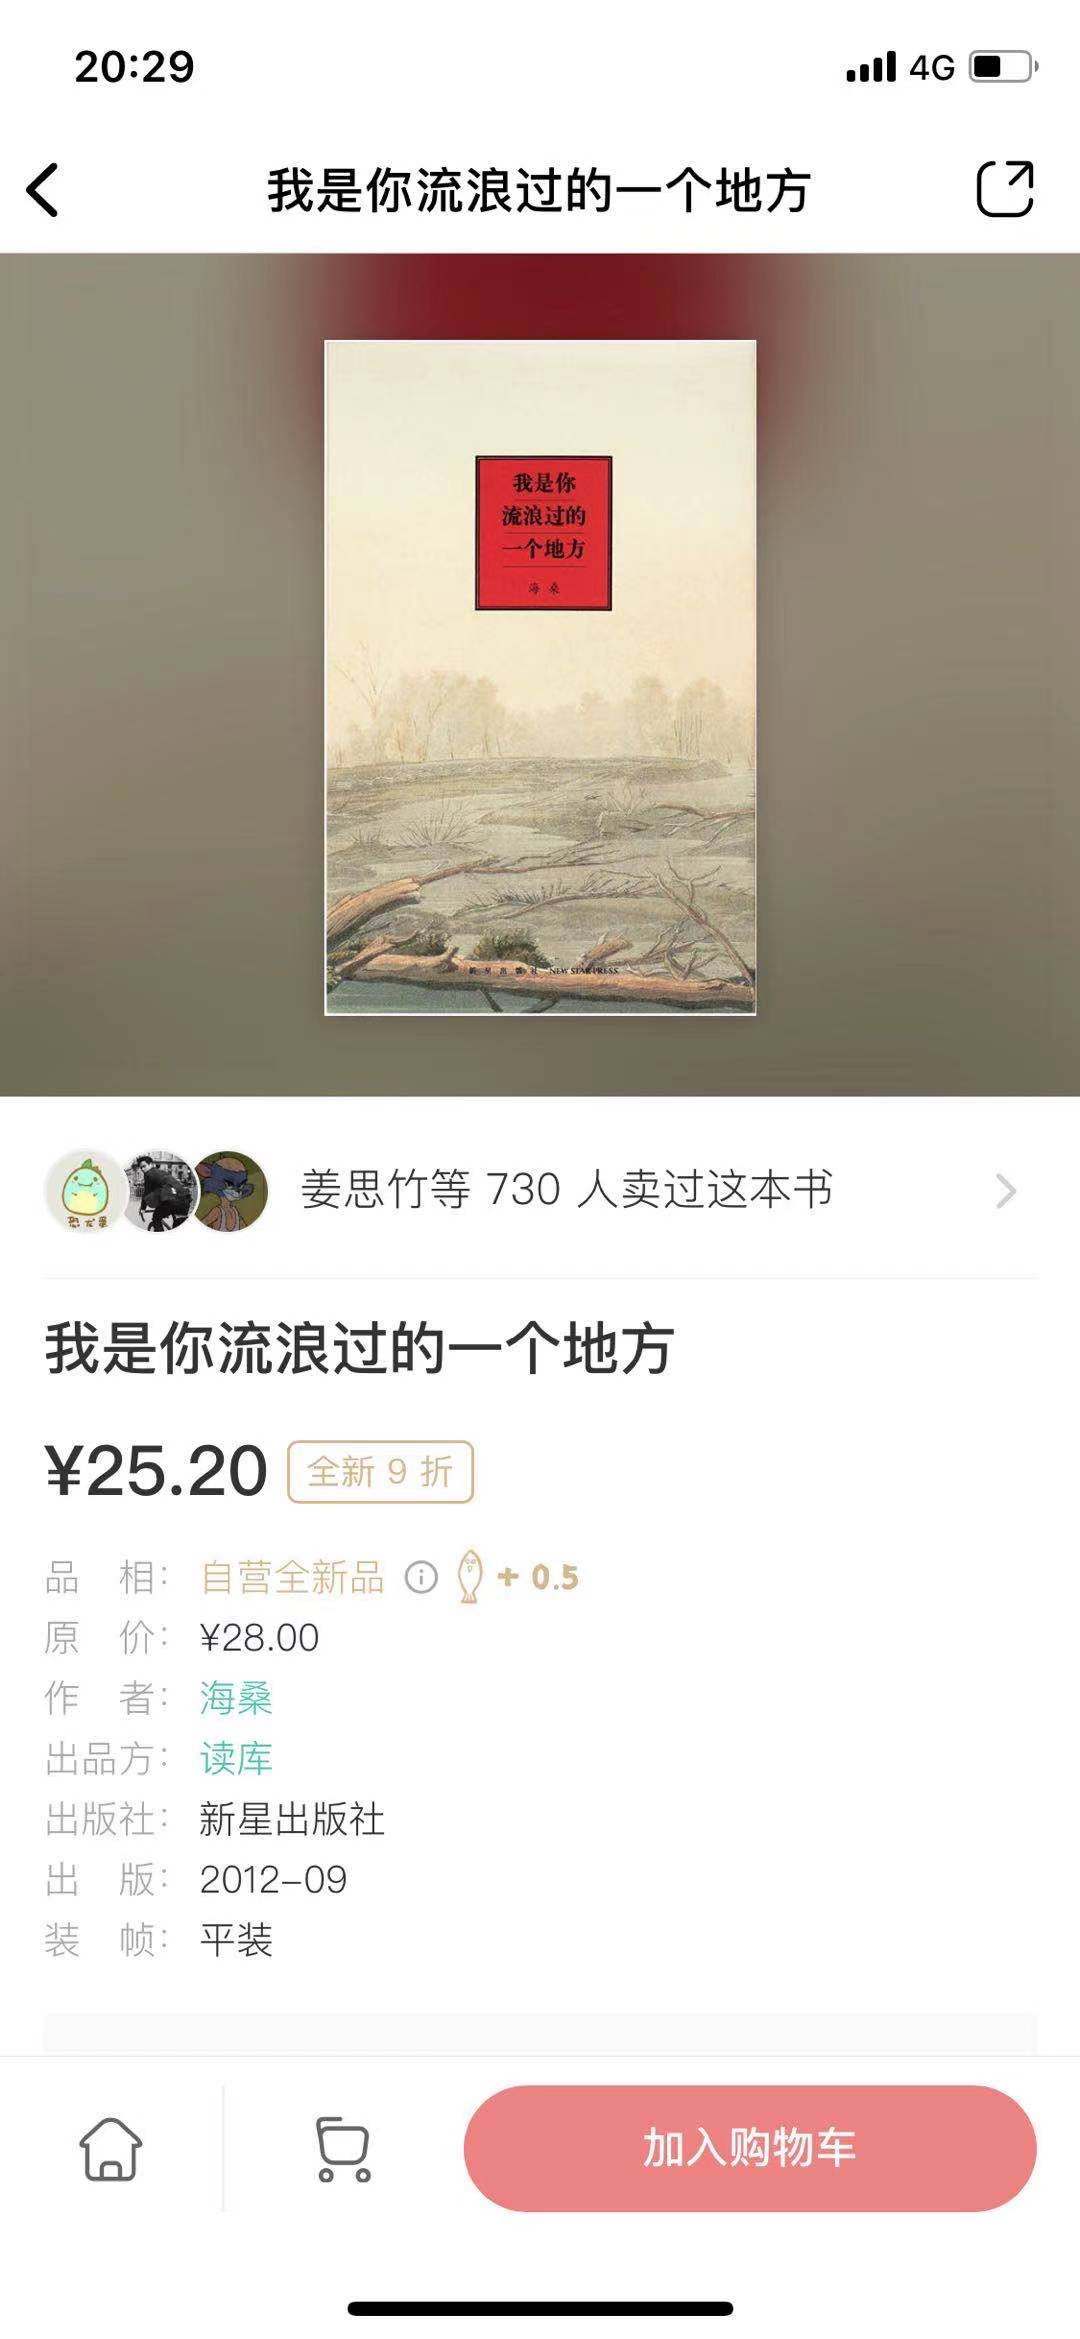 20:29
4G
我是你流浪过的一个地方
我是你
流浪过的
一个地方
海桑
新星出版社 NEW STAR PRESS
恐龙蛋
姜思竹等 730 人卖过这本书
我是你流浪过的一个地方
¥25.20 全新 9 折
品 相： 自营全新品 + 0.5
原 价： ¥28.00
作 者： 海桑
出品方： 读库
出版社： 新星出版社
出 版： 2012-09
装 帧： 平装
加入购物车